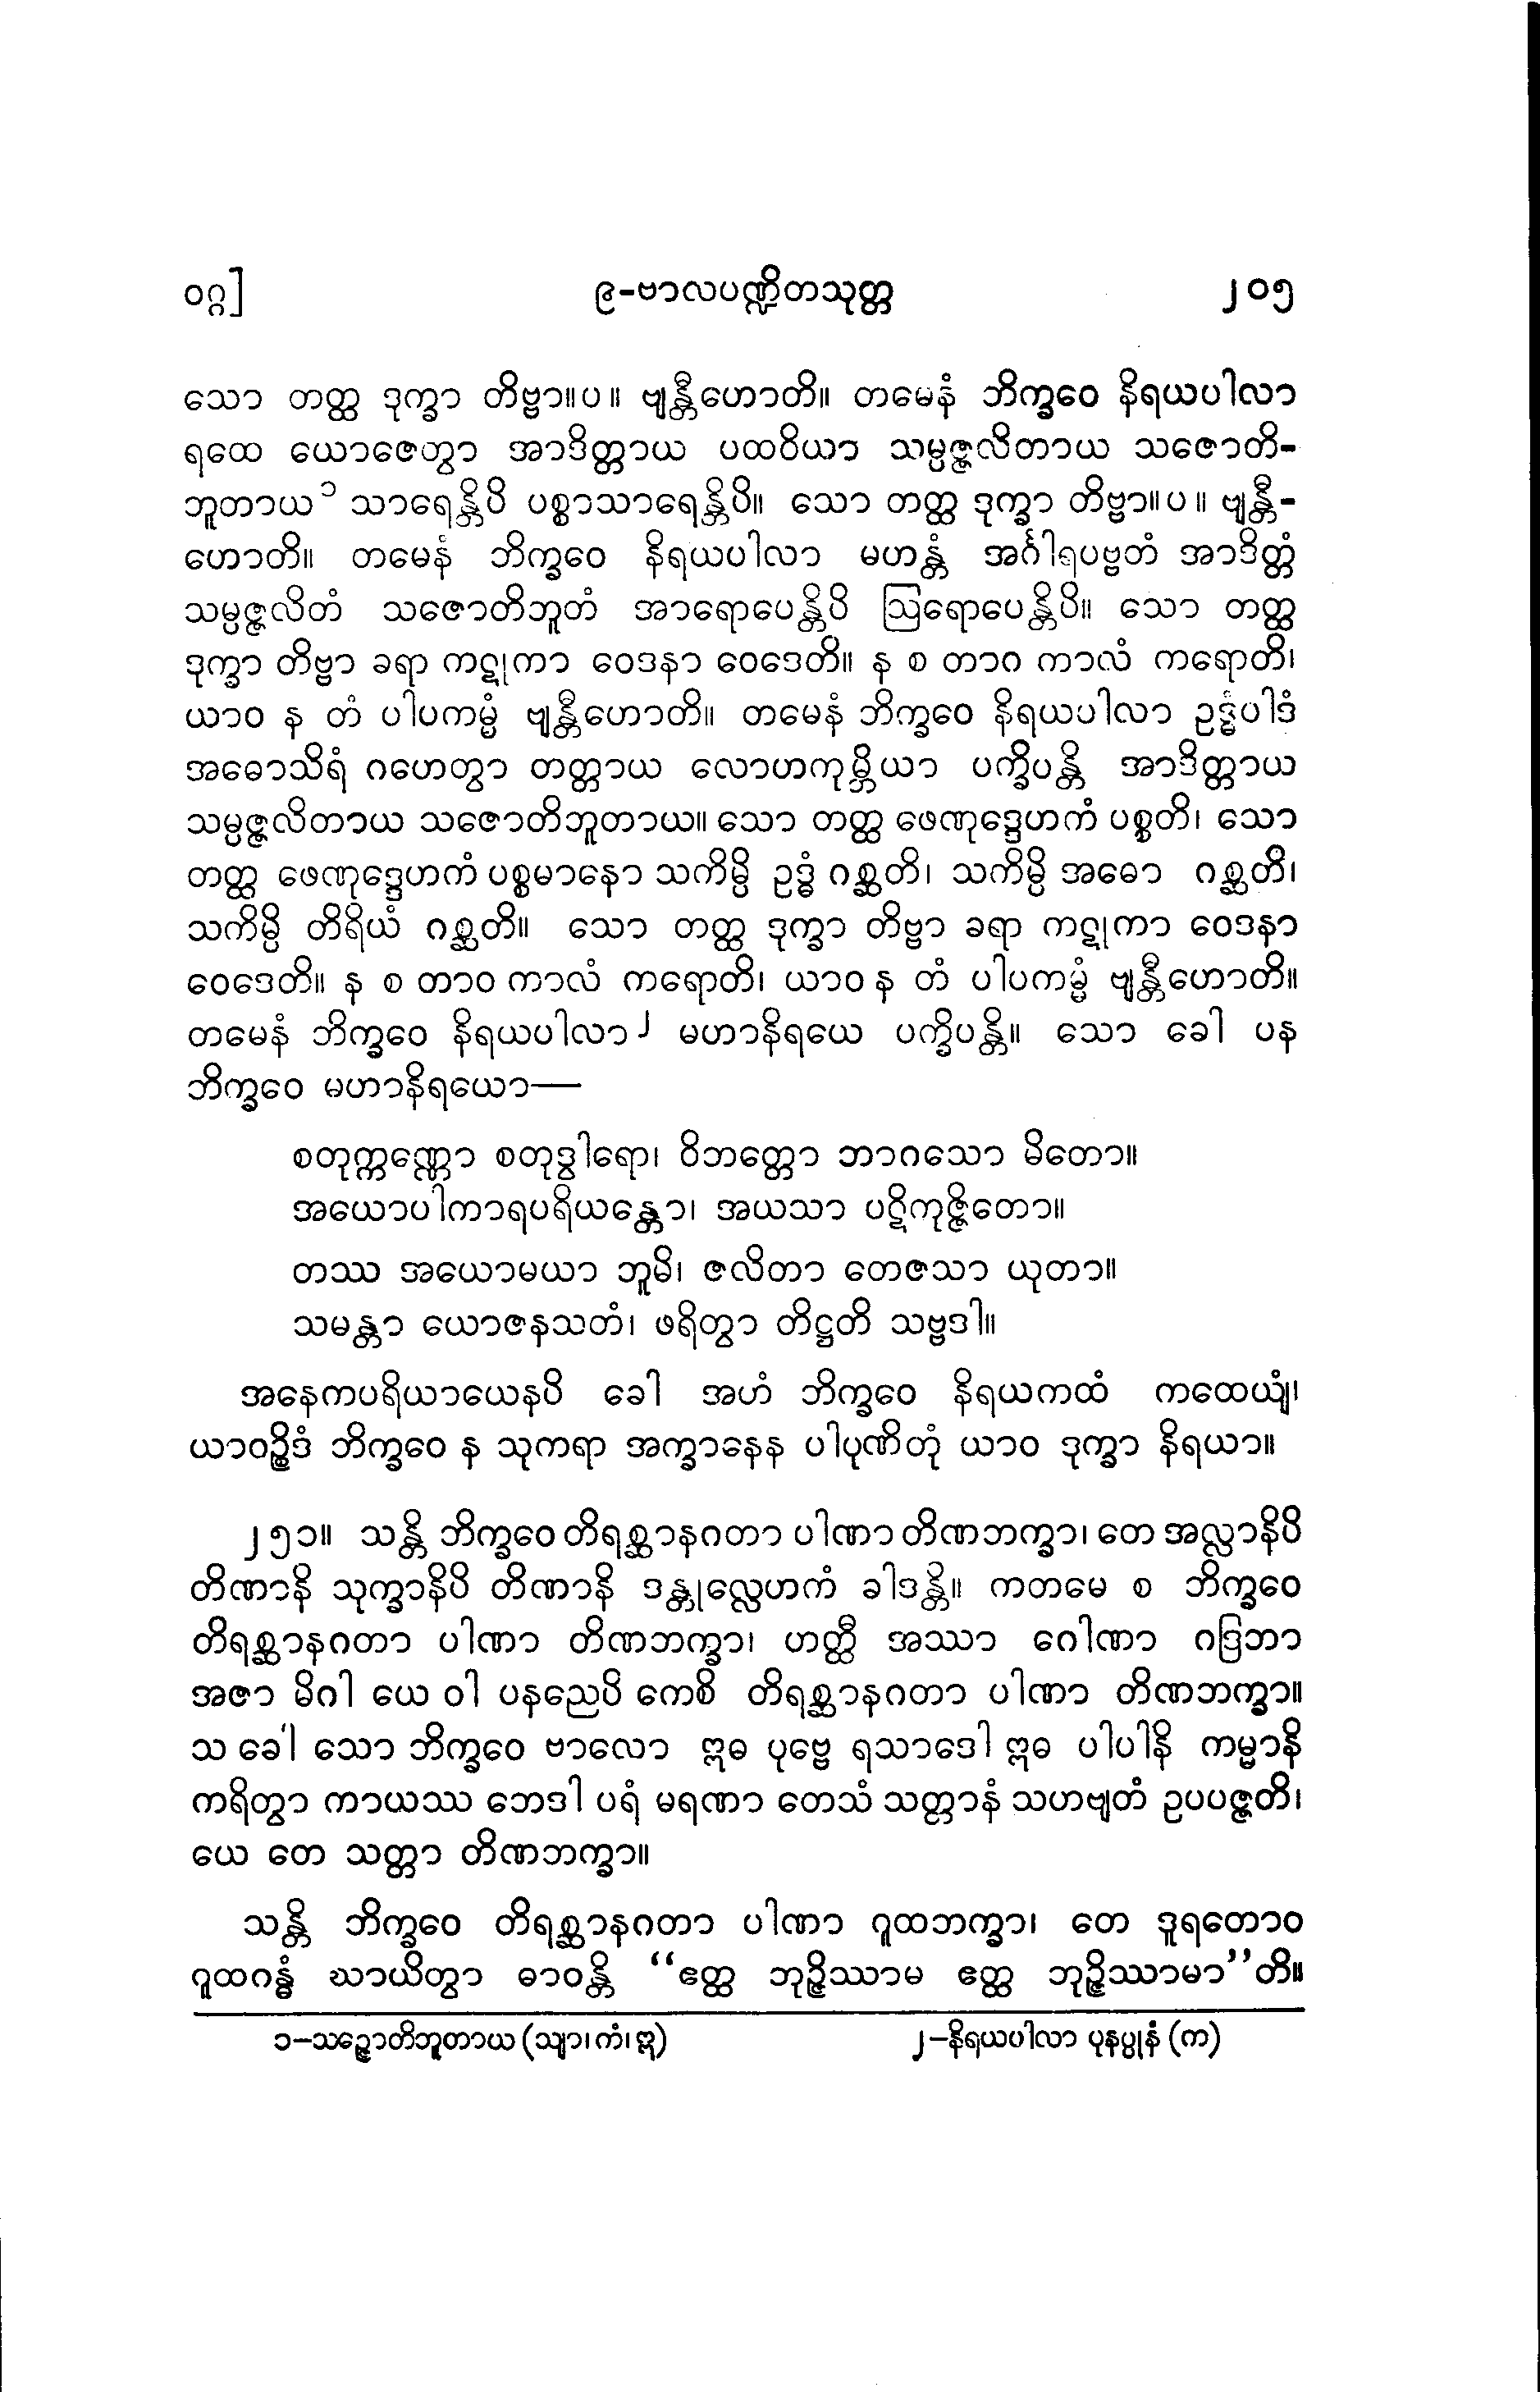 ဝဂ္ဂ] ၉-ဗာလပဏ္ဍိတသုတ္တ ၂၀၅
သော တတ္ထ ဒုက္ခာ တိဗ္ဗာ။ပ။ ဗျန္တီဟောတိ။ တမေနံ ဘိက္ခဝေ နိရယပါလာ
ရထေ ယောဇေတွာ အာဒိတ္တာယ ပထဝိယာ သမ္ပဇ္ဇလိတာယ သဇောတိ-
ဘူတာယ ၁ သာရေန္တိပိ ပစ္စာသာရေန္တိပိ။ သော တတ္ထ ဒုက္ခာ တိဗ္ဗာ။ပ။ ဗျန္တီ-
ဟောတိ။ တမေနံ ဘိက္ခဝေ နိရယပါလာ မဟန္တံ အင်္ဂါရပဗ္ဗတံ အာဒိတ္တံ
သမ္ပဇ္ဇလိတံ သဇောတိဘူတံ အာရောပေန္တိပိ ဩရောပေန္တိပိ။ သော တတ္ထ
ဒုက္ခာ တိဗ္ဗာ ခရာ ကဋုကာ ဝေဒနာ ဝေဒေတိ။ န စ တာဂ ကာလံ ကရောတိ၊
ယာဝ န တံ ပါပကမ္မံ ဗျန္တီဟောတိ။ တမေနံ ဘိက္ခဝေ နိရယပါလာ ဥဒ္ဓံပါဒံ
အဓောသိရံ ဂဟေတွာ တတ္တာယ လောဟကုမ္ဘိယာ ပက္ခိပန္တိ အာဒိတ္တာယ
သမ္ပဇ္ဇလိတာယ သဇောတိဘူတာယ။ သော တတ္ထ ဖေဏုဒ္ဒေဟကံ ပစ္စတိ၊ သော
တတ္ထ ဖေဏုဒ္ဒေဟကံ ပစ္စမာနော သကိမ္ပိ ဥဒ္ဓံ ဂစ္ဆတိ၊ သကိမ္ပိ အဓော ဂစ္ဆတိ၊
သကိမ္ပိ တိရိယံ ဂစ္ဆတိ။ သော တတ္ထ ဒုက္ခာ တိဗ္ဗာ ခရာ ကဋုကာ ဝေဒနာ
ဝေဒေတိ။ န စ တာဝ ကာလံ ကရောတိ၊ ယာဝ န တံ ပါပကမ္မံ ဗျန္တီဟောတိ။
တမေနံ ဘိက္ခဝေ နိရယပါလာ ၂ မဟာနိရယေ ပက္ခိပန္တိ။ သော ခေါ ပန
ဘိက္ခဝေ မဟာနိရယော—
စတုက္ကဏ္ဏော စတုဒွါရော၊ ဝိဘတ္တော ဘာဂသော မိတော။
အယောပါကာရပရိယန္တော၊ အယသာ ပဋိကုဇ္ဇိတော။
တဿ အယောမယာ ဘူမိ၊ ဇလိတာ တေဇသာ ယုတာ။
သမန္တာ ယောဇနသတံ၊ ဖရိတွာ တိဋ္ဌတိ သဗ္ဗဒါ။
အနေကပရိယာယေနပိ ခေါ အဟံ ဘိက္ခဝေ နိရယကထံ ကထေယျံ၊
ယာဝဉ္စိဒံ ဘိက္ခဝေ န သုကရာ အက္ခာနေန ပါပုဏိတုံ ယာဝ ဒုက္ခာ နိရယာ။
၂၅၁။ သန္တိ ဘိက္ခဝေ တိရစ္ဆာနဂတာ ပါဏာ တိဏဘက္ခာ၊ တေ အလ္လာနိပိ
တိဏာနိ သုက္ခာနိပိ တိဏာနိ ဒန္တုလ္လေဟကံ ခါဒန္တိ။ ကတမေ စ ဘိက္ခဝေ
တိရစ္ဆာနဂတာ ပါဏာ တိဏဘက္ခာ၊ ဟတ္ထီ အဿာ ဂေါဏာ ဂဒြဘာ
အဇာ မိဂါ ယေ ဝါ ပနညေပိ ကေစိ တိရစ္ဆာနဂတာ ပါဏာ တိဏဘက္ခာ။
သ ခေါ သော ဘိက္ခဝေ ဗာလော ဣဓ ပုဗ္ဗေ ရသာဒေါ ဣဓ ပါပါနိ ကမ္မာနိ
ကရိတွာ ကာယဿ ဘေဒါ ပရံ မရဏာ တေသံ သတ္တာနံ သဟဗျတံ ဥပပဇ္ဇတိ၊
ယေ တေ သတ္တာ တိဏဘက္ခာ။
သန္တိ ဘိက္ခဝေ တိရစ္ဆာနဂတာ ပါဏာ ဂူထဘက္ခာ၊ တေ ဒူရတောဝ
ဂူထဂန္ဓံ ဃာယိတွာ ဓာဝန္တိ “ဧတ္ထ ဘုဉ္ဇိဿာမ ဧတ္ထ ဘုဉ္ဇိဿာမာ”တိ။
၁–သဉ္ဇောတိဘူတာယ (သျာ၊ ကံ၊ ဣ) ၂–နိရယပါလာ ပုနပ္ပုနံ (က)